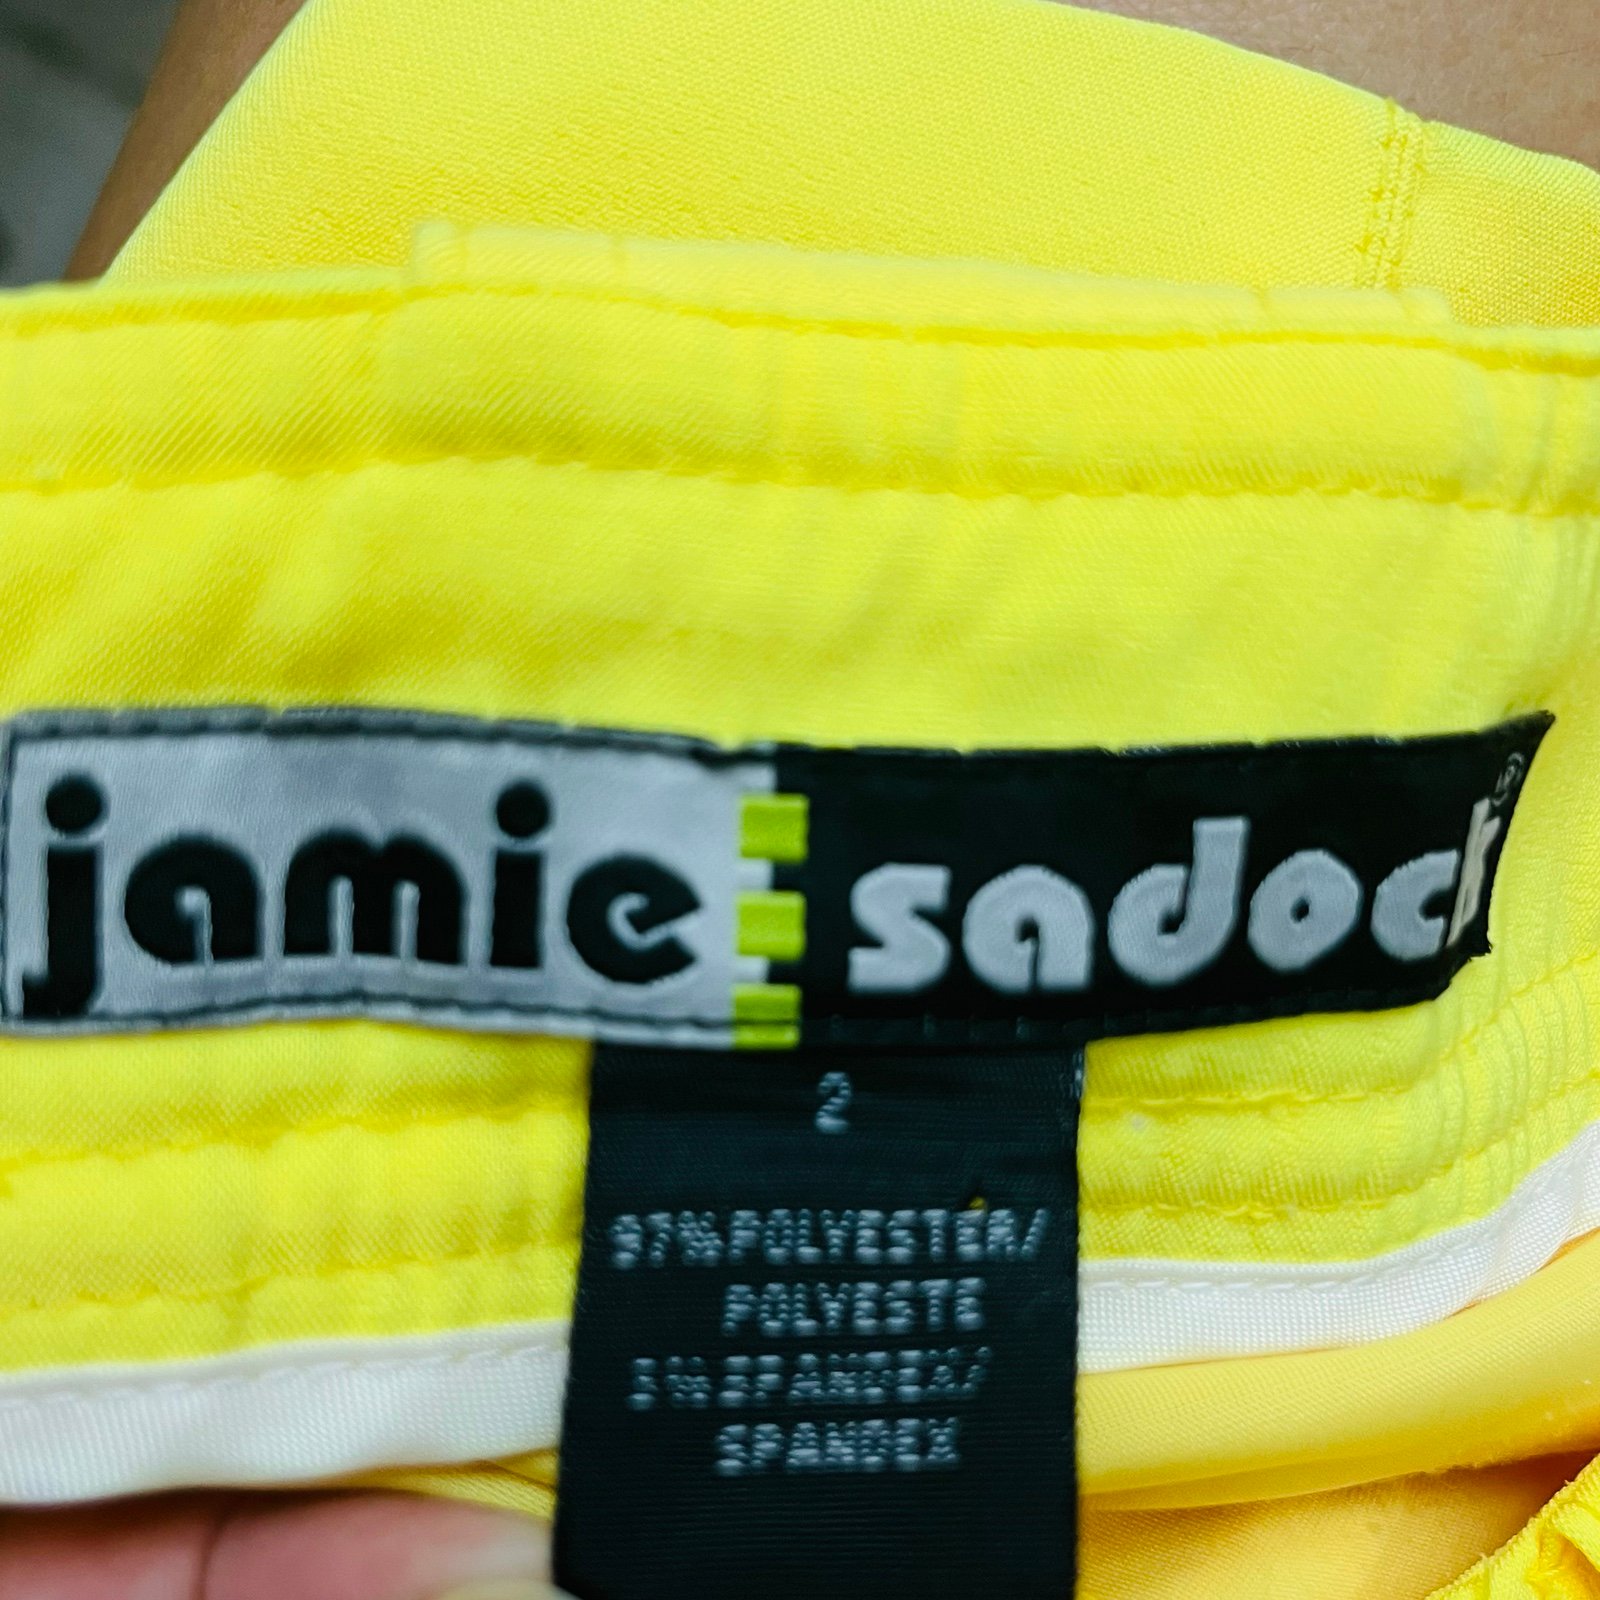 jamie sadock®
2
97%POLYESTER/
POLYESTE
3%SPANDEX/
SPANDEX